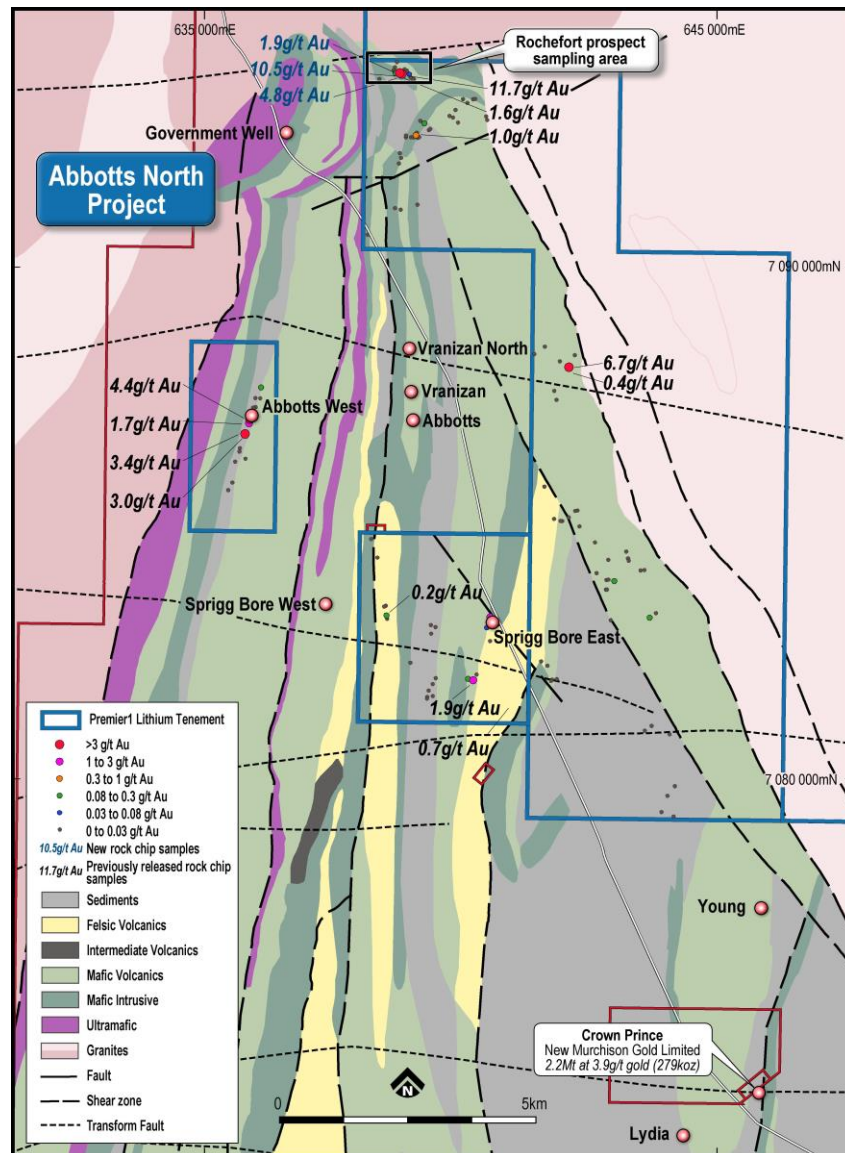 635 000mE
645 000mE
1.9g/t Au
10.5g/t Au
4.8g/t Au
Rochefort prospect
sampling area
11.7g/t Au
1.6g/t Au
1.0g/t Au
Government Well
Abbotts North
Project
7 090 000mN
Vranizan North
Vranizan
Abbotts
6.7g/t Au
0.4g/t Au
4.4g/t Au
Abbotts West
1.7g/t Au
3.4g/t Au
3.0g/t Au
Sprigg Bore West
0.2g/t Au
Sprigg Bore East
1.9g/t Au
0.7g/t Au
7 080 000mN
Premier1 Lithium Tenement
>3 g/t Au
1 to 3 g/t Au
0.3 to 1 g/t Au
0.08 to 0.3 g/t Au
0.03 to 0.08 g/t Au
0 to 0.03 g/t Au
10.5g/t Au New rock chip samples
11.7g/t Au Previously released rock chip
samples
Sediments
Felsic Volcanics
Intermediate Volcanics
Mafic Volcanics
Mafic Intrusive
Ultramafic
Granites
Fault
Shear zone
Transform Fault
Young
Crown Prince
New Murchison Gold Limited
2.2Mt at 3.9g/t gold (279koz)
N
0
5km
Lydia